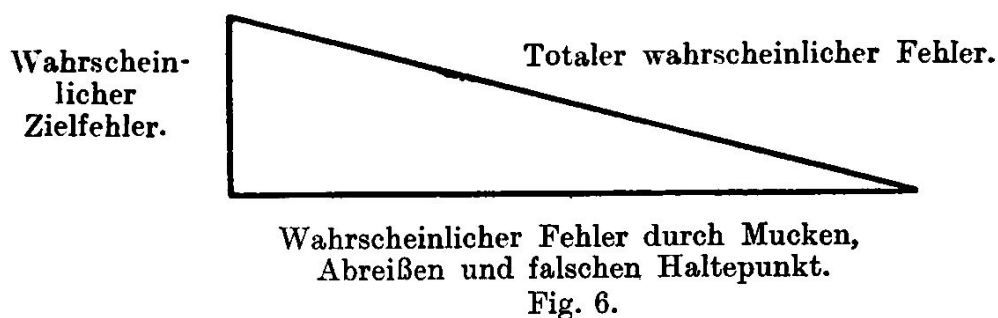 Wahrschein-
licher
Zielfehler.
Totaler wahrscheinlicher Fehler.
Wahrscheinlicher Fehler durch Mucken,
Abreißen und falschen Haltepunkt.
Fig. 6.